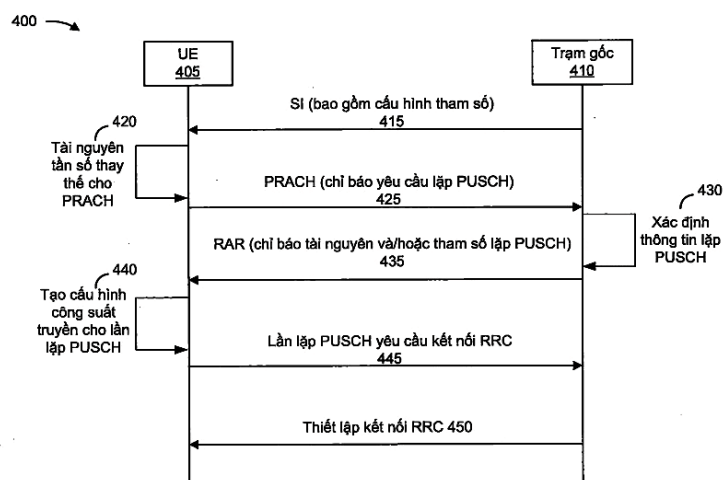 400
UE
405
Trạm gốc
410
SI (bao gồm cấu hình tham số)
415
420
Tài nguyên
tần số thay
thế cho
PRACH
PRACH (chỉ báo yêu cầu lặp PUSCH)
425
430
Xác định
thông tin lặp
PUSCH
RAR (chỉ báo tài nguyên và/hoặc tham số lặp PUSCH)
435
440
Tạo cấu hình
công suất
truyền cho lần
lặp PUSCH
Lần lặp PUSCH yêu cầu kết nối RRC
445
Thiết lập kết nối RRC 450